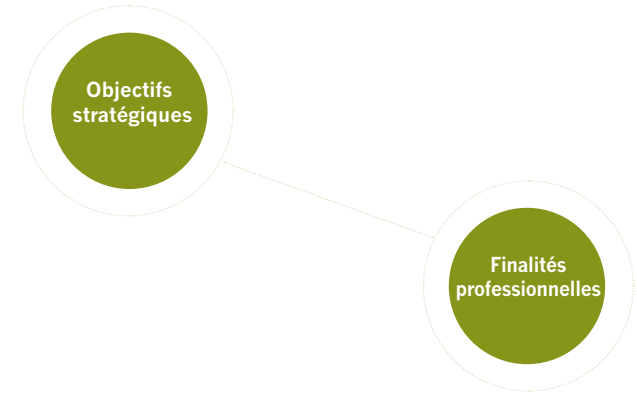 Objectifs
stratégiques
Finalités
professionnelles